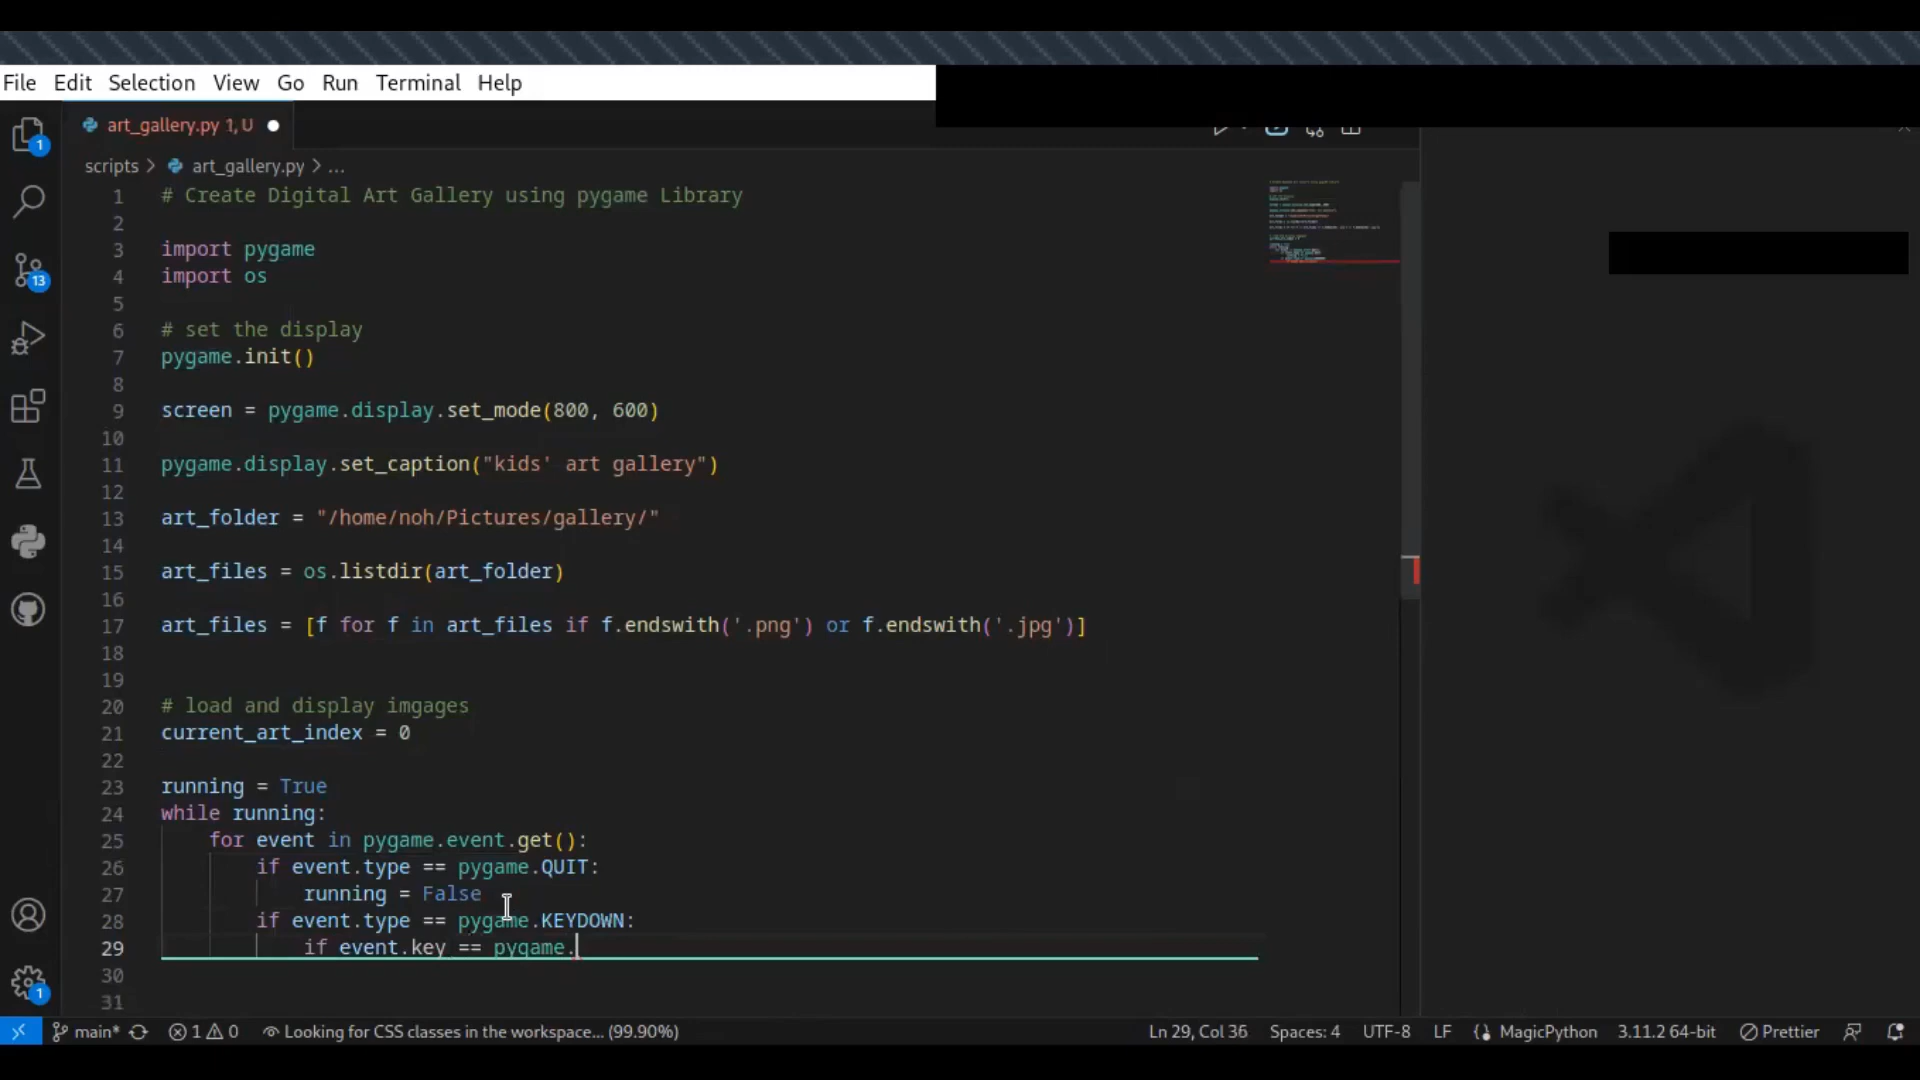 File Edit Selection View Go Run Terminal Help
art_gallery.py 1, U
scripts > art_gallery.py > ...
1 # Create Digital Art Gallery using pygame Library
2
3 import pygame
4 import os
5
6 # set the display
7 pygame.init()
8
9 screen = pygame.display.set_mode(800, 600)
10
11 pygame.display.set_caption("kids' art gallery")
12
13 art_folder = "/home/noh/Pictures/gallery/"
14
15 art_files = os.listdir(art_folder)
16
17 art_files = [f for f in art_files if f.endswith('.png') or f.endswith('.jpg')]
18
19
20 # load and display imgages
21 current_art_index = 0
22
23 running = True
24 while running:
25 for event in pygame.event.get():
26 if event.type == pygame.QUIT:
27 running = False
28 if event.type == pygame.KEYDOWN:
29 if event.key == pygame.
30
31
1
13
1
main* 1 0 Looking for CSS classes in the workspace... (99.90%) Ln 29, Col 36 Spaces: 4 UTF-8 LF MagicPython 3.11.2 64-bit Prettier